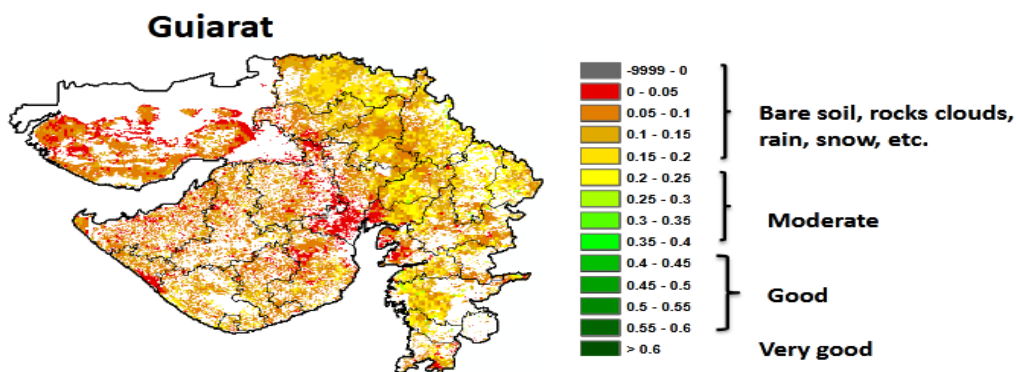 Gujarat
-9999 - 0
0 - 0.05
0.05 - 0.1
0.1 - 0.15
0.15 - 0.2
0.2 - 0.25
0.25 - 0.3
0.3 - 0.35
0.35 - 0.4
0.4 - 0.45
0.45 - 0.5
0.5 - 0.55
0.55 - 0.6
> 0.6
Bare soil, rocks clouds,
rain, snow, etc.
Moderate
Good
Very good